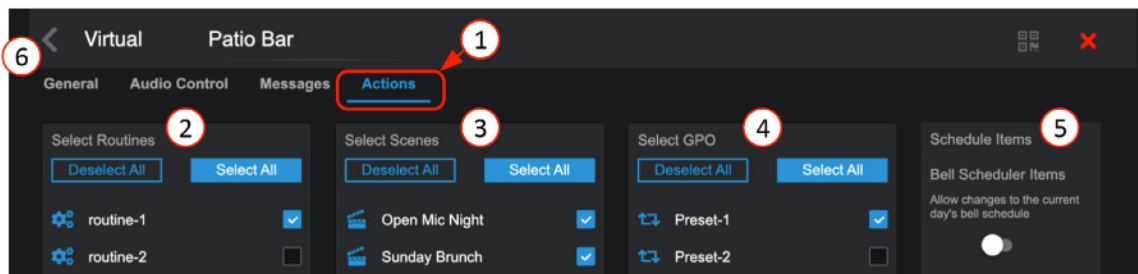 Virtual Patio Bar
1
6
General Audio Control Messages Actions
Select Routines 2
Deselect All Select All
routine-1
routine-2
Select Scenes 3
Deselect All Select All
Open Mic Night
Sunday Brunch
Select GPO 4
Deselect All Select All
Preset-1
Preset-2
Schedule Items 5
Bell Scheduler Items
Allow changes to the current
day's bell schedule